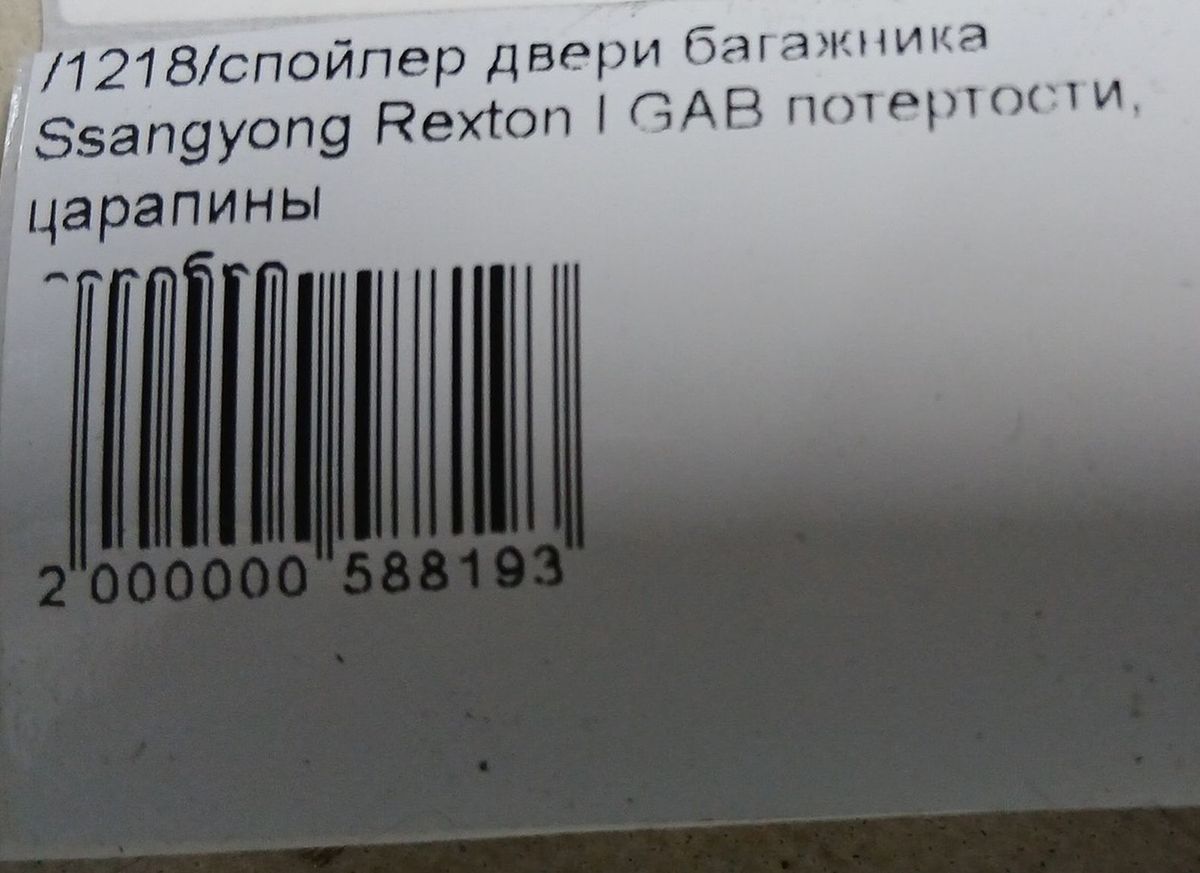 /1218/спойлер двери багажника
Ssangyong Rexton I GAB потертости,
царапины
2 000000 588193